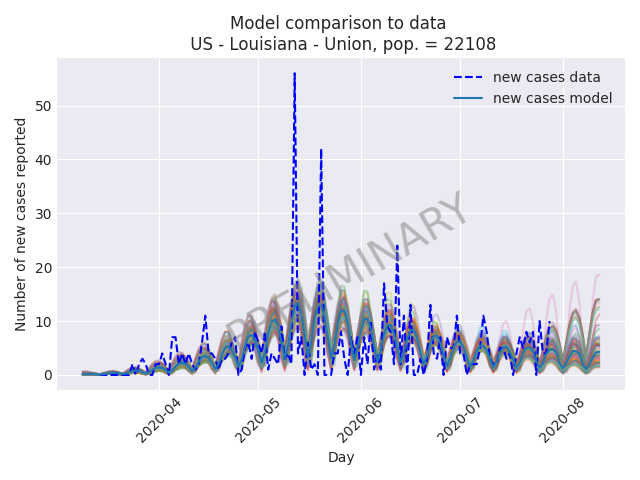 Model comparison to data
US - Louisiana - Union, pop. = 22108
Number of new cases reported
50
40
30
20
10
0
new cases data
new cases model
PRELIMINARY
2020-04
2020-05
2020-06
2020-07
2020-08
Day